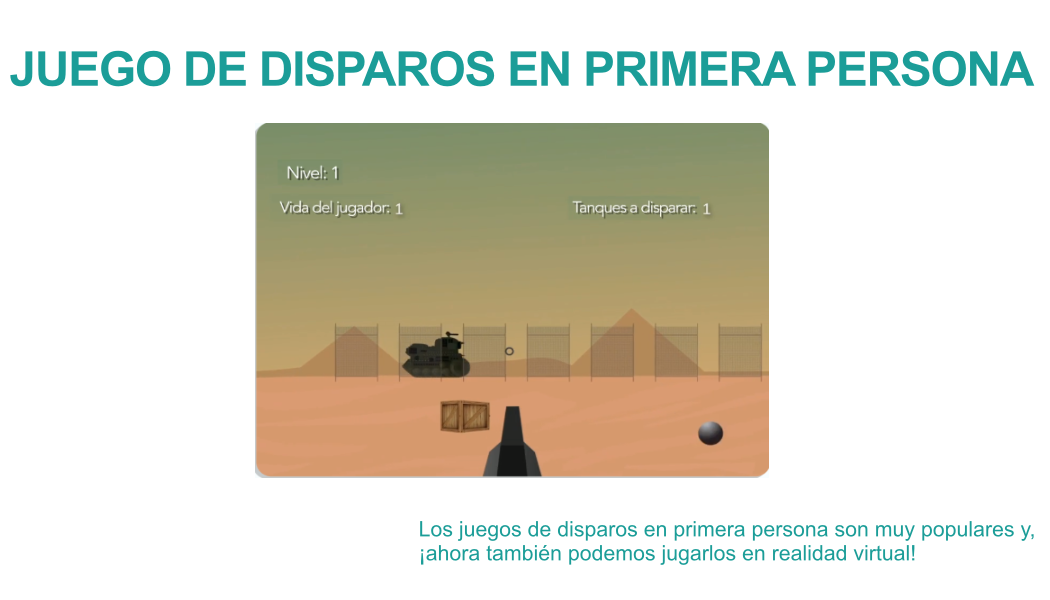 JUEGO DE DISPAROS EN PRIMERA PERSONA
Nivel: 1
Vida del jugador: 1
Tanques a disparar: 1
Los juegos de disparos en primera persona son muy populares y,
¡ahora también podemos jugarlos en realidad virtual!